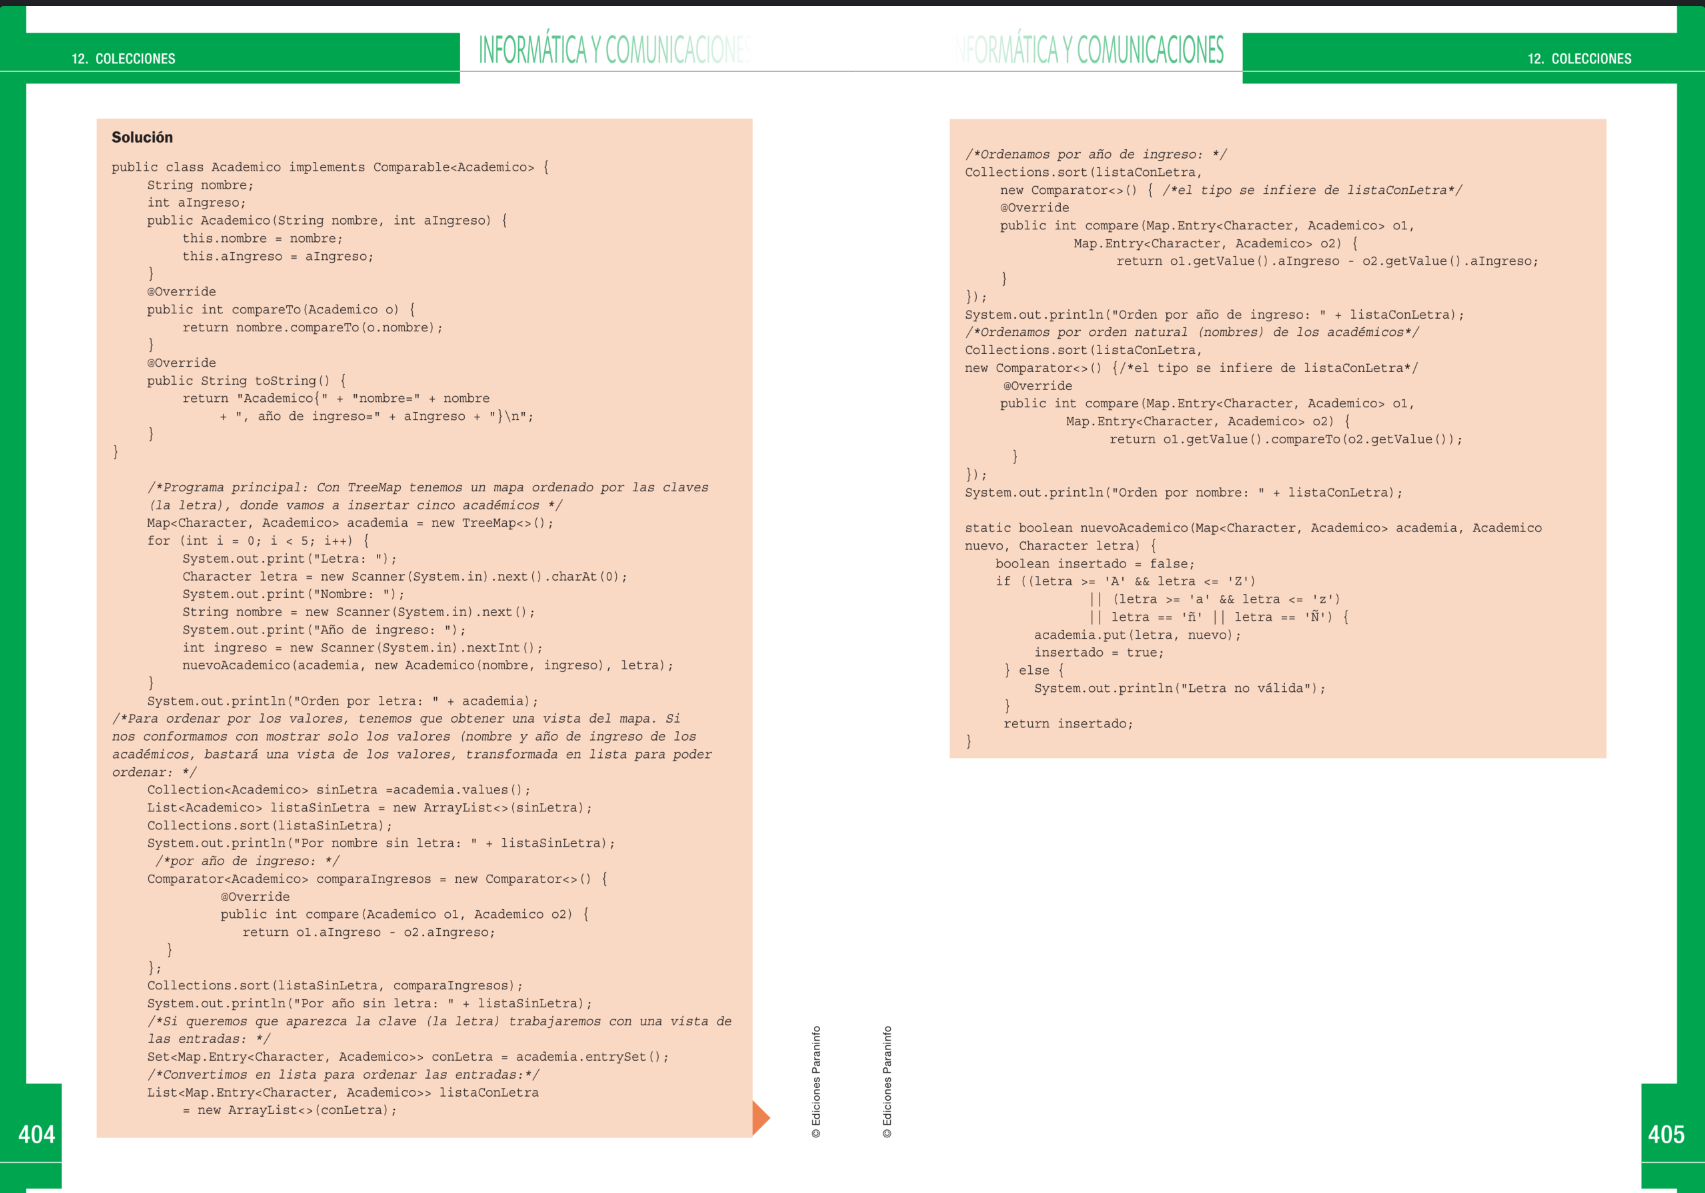 12. COLECCIONES
INFORMÁTICA Y COMUNICACIONES
Solución
public class Academico implements Comparable<Academico> {
String nombre;
int aIngreso;
public Academico(String nombre, int aIngreso) {
this.nombre = nombre;
this.aIngreso = aIngreso;
}
@Override
public int compareTo(Academico o) {
return nombre.compareTo(o.nombre);
}
@Override
public String toString() {
return "Academico{" + "nombre=" + nombre
+ ", año de ingreso=" + aIngreso + "}\n";
}
}
/*Programa principal: Con TreeMap tenemos un mapa ordenado por las claves
(la letra), donde vamos a insertar cinco académicos */
Map<Character, Academico> academia = new TreeMap<>();
for (int i = 0; i < 5; i++) {
System.out.print("Letra: ");
Character letra = new Scanner(System.in).next().charAt(0);
System.out.print("Nombre: ");
String nombre = new Scanner(System.in).next();
System.out.print("Año de ingreso: ");
int ingreso = new Scanner(System.in).nextInt();
nuevoAcademico(academia, new Academico(nombre, ingreso), letra);
}
System.out.println("Orden por letra: " + academia);
/*Para ordenar por los valores, tenemos que obtener una vista del mapa. Si
nos conformamos con mostrar solo los valores (nombre y año de ingreso de los
académicos, bastará una vista de los valores, transformada en lista para poder
ordenar: */
Collection<Academico> sinLetra =academia.values();
List<Academico> listaSinLetra = new ArrayList<>(sinLetra);
Collections.sort(listaSinLetra);
System.out.println("Por nombre sin letra: " + listaSinLetra);
/*por año de ingreso: */
Comparator<Academico> comparaIngresos = new Comparator<>() {
@Override
public int compare(Academico o1, Academico o2) {
return o1.aIngreso - o2.aIngreso;
}
};
Collections.sort(listaSinLetra, comparaIngresos);
System.out.println("Por año sin letra: " + listaSinLetra);
/*Si queremos que aparezca la clave (la letra) trabajaremos con una vista de
las entradas: */
Set<Map.Entry<Character, Academico>> conLetra = academia.entrySet();
/*Convertimos en lista para ordenar las entradas:*/
List<Map.Entry<Character, Academico>> listaConLetra
= new ArrayList<>(conLetra);
404
© Ediciones Paraninfo
INFORMÁTICA Y COMUNICACIONES
12. COLECCIONES
/*Ordenamos por año de ingreso: */
Collections.sort(listaConLetra,
new Comparator<>() { /*el tipo se infiere de listaConLetra*/
@Override
public int compare(Map.Entry<Character, Academico> o1,
Map.Entry<Character, Academico> o2) {
return o1.getValue().aIngreso - o2.getValue().aIngreso;
}
});
System.out.println("Orden por año de ingreso: " + listaConLetra);
/*Ordenamos por orden natural (nombres) de los académicos*/
Collections.sort(listaConLetra,
new Comparator<>() {/*el tipo se infiere de listaConLetra*/
@Override
public int compare(Map.Entry<Character, Academico> o1,
Map.Entry<Character, Academico> o2) {
return o1.getValue().compareTo(o2.getValue());
}
});
System.out.println("Orden por nombre: " + listaConLetra);
static boolean nuevoAcademico(Map<Character, Academico> academia, Academico
nuevo, Character letra) {
boolean insertado = false;
if ((letra >= 'A' && letra <= 'Z')
|| (letra >= 'a' && letra <= 'z')
|| letra == 'ñ' || letra == 'Ñ') {
academia.put(letra, nuevo);
insertado = true;
} else {
System.out.println("Letra no válida");
}
return insertado;
}
© Ediciones Paraninfo
405